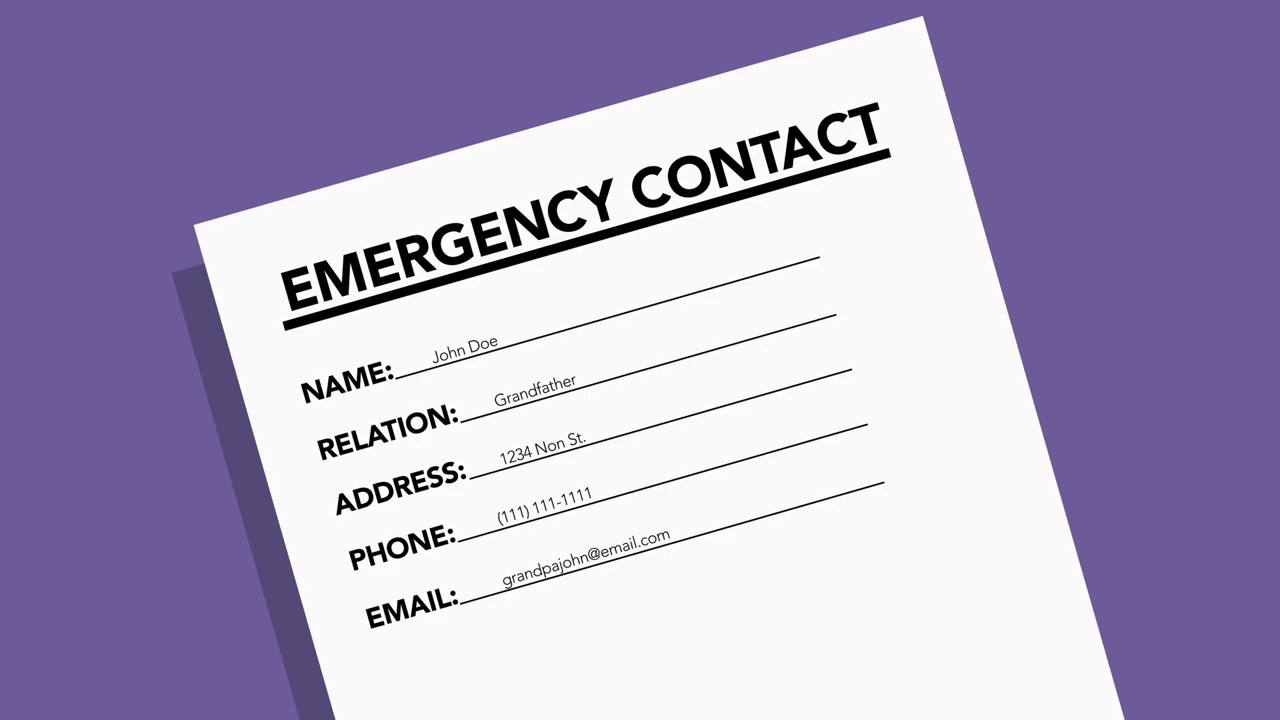 EMERGENCY CONTACT
NAME: John Doe
RELATION: Grandfather
ADDRESS: 1234 Non St.
PHONE: (111) 111-1111
EMAIL: grandpajohn@email.com